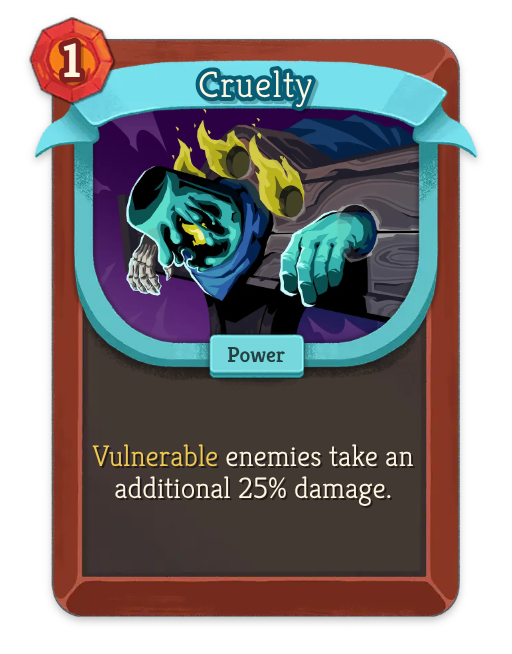 1
Cruelty
Power
Vulnerable enemies take an
additional 25% damage.